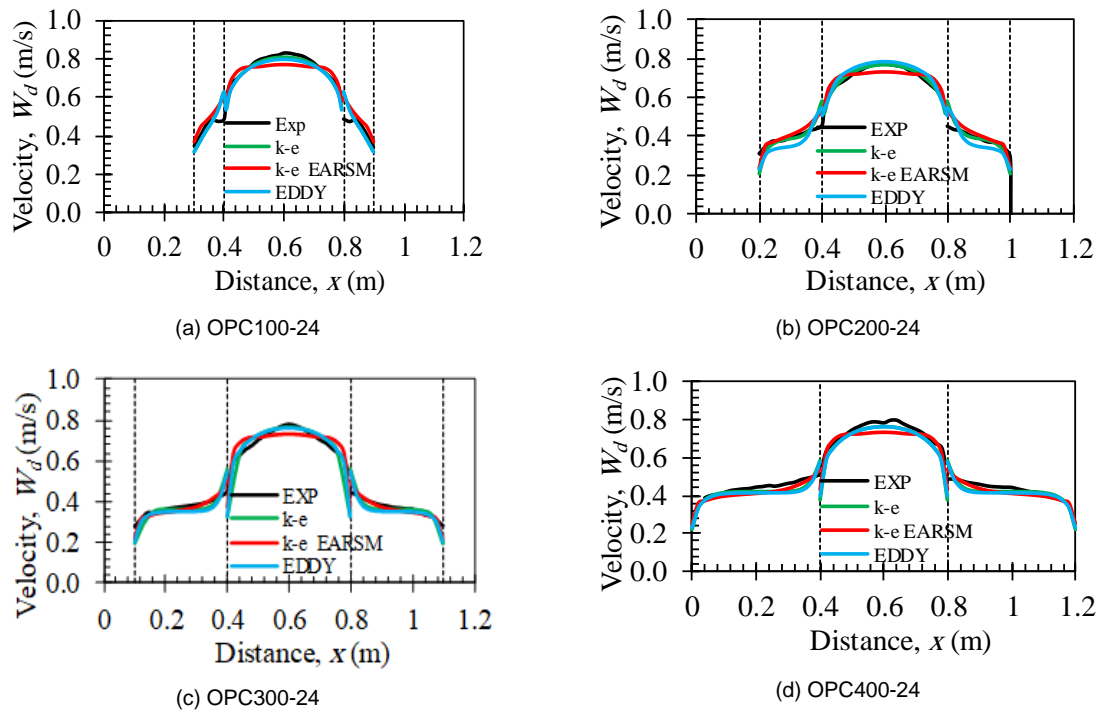 Velocity, W_d (m/s)
1.0
0.8
0.6
0.4
0.2
0.0
Exp
k-e
k-e EARSM
EDDY
0 0.2 0.4 0.6 0.8 1 1.2
Distance, x (m)
(a) OPC100-24
Velocity, W_d (m/s)
1.0
0.8
0.6
0.4
0.2
0.0
EXP
k-e
k-e EARSM
EDDY
0 0.2 0.4 0.6 0.8 1 1.2
Distance, x (m)
(b) OPC200-24
Velocity, W_d (m/s)
1.0
0.8
0.6
0.4
0.2
0.0
EXP
k-e
k-e EARSM
EDDY
0 0.2 0.4 0.6 0.8 1 1.2
Distance, x (m)
(c) OPC300-24
Velocity, W_d (m/s)
1.0
0.8
0.6
0.4
0.2
0.0
EXP
k-e
k-e EARSM
EDDY
0 0.2 0.4 0.6 0.8 1 1.2
Distance, x (m)
(d) OPC400-24